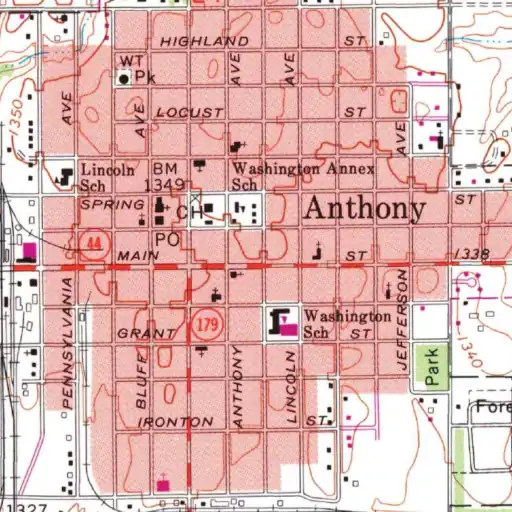 HIGHLAND ST
WT
Pk
AVE
AVE
AVE
AVE
AVE
LOCUST ST
1350
Lincoln
Sch
BM
1349
Washington Annex
Sch
SPRING ST
CH
Anthony
PO
44
MAIN ST
1338
PENNSYLVANIA
JEFFERSON
179
Washington
Sch
GRANT ST
1340
BLUFF
ANTHONY
LINCOLN
Park
IRONTON ST
Fore
1327